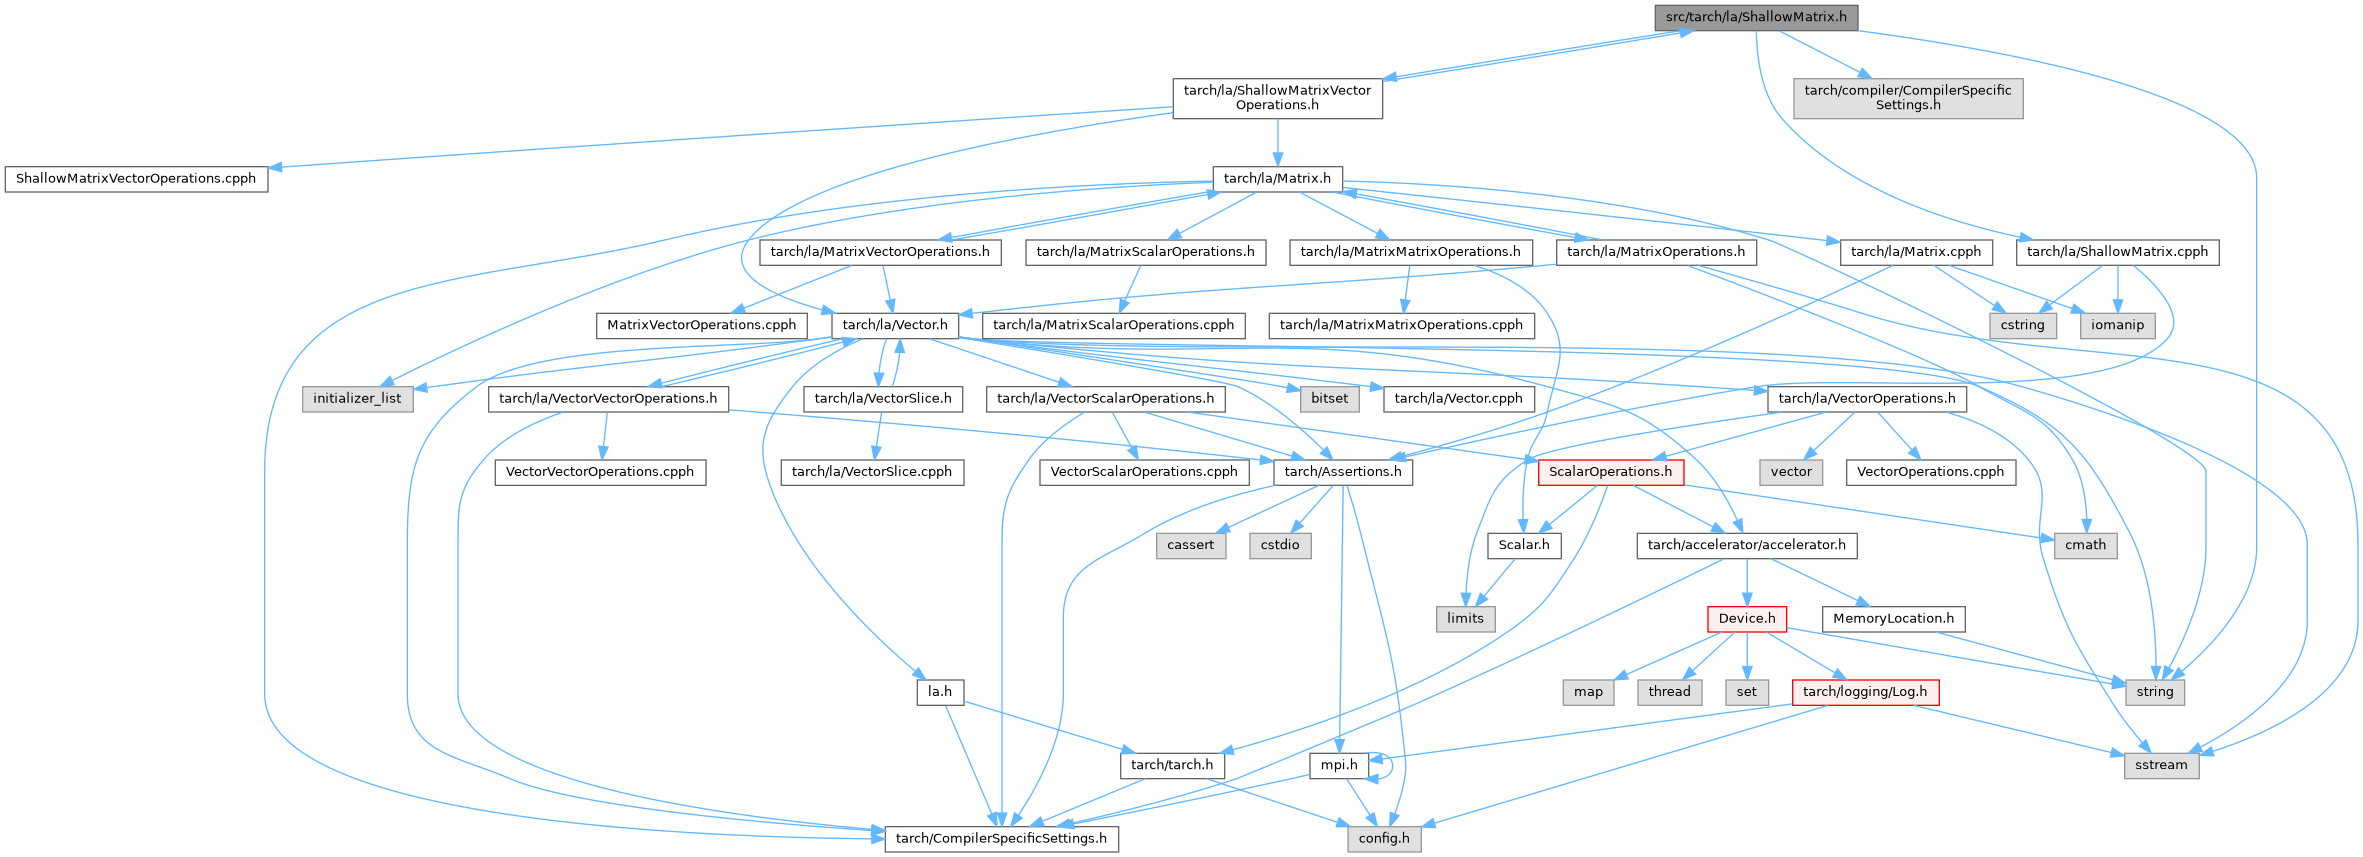 src/tarch/la/ShallowMatrix.h
tarch/la/ShallowMatrixVector
Operations.h
tarch/compiler/CompilerSpecific
Settings.h
ShallowMatrixVectorOperations.cpph
tarch/la/Matrix.h
tarch/la/MatrixVectorOperations.h
tarch/la/MatrixScalarOperations.h
tarch/la/MatrixMatrixOperations.h
tarch/la/MatrixOperations.h
tarch/la/Matrix.cpph
tarch/la/ShallowMatrix.cpph
MatrixVectorOperations.cpph
tarch/la/Vector.h
tarch/la/MatrixScalarOperations.cpph
tarch/la/MatrixMatrixOperations.cpph
cstring
iomanip
initializer_list
tarch/la/VectorVectorOperations.h
tarch/la/VectorSlice.h
tarch/la/VectorScalarOperations.h
bitset
tarch/la/Vector.cpph
tarch/la/VectorOperations.h
VectorVectorOperations.cpph
tarch/la/VectorSlice.cpph
VectorScalarOperations.cpph
tarch/Assertions.h
ScalarOperations.h
vector
VectorOperations.cpph
cassert
cstdio
Scalar.h
tarch/accelerator/accelerator.h
cmath
limits
Device.h
MemoryLocation.h
la.h
map
thread
set
tarch/logging/Log.h
string
tarch/tarch.h
mpi.h
sstream
tarch/CompilerSpecificSettings.h
config.h